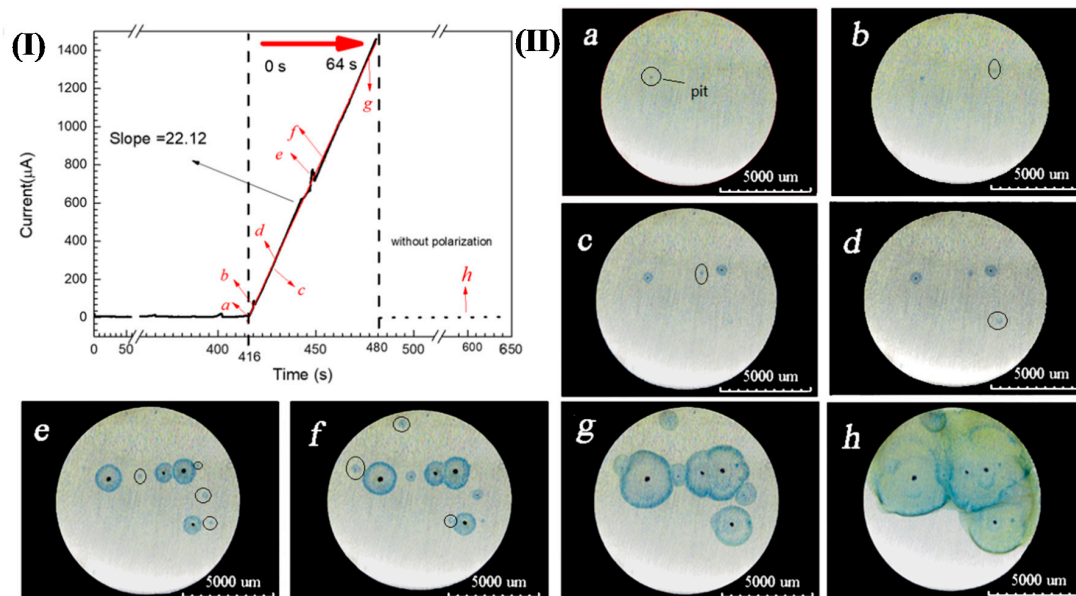 (I)
Current(µA)
1400
1200
1000
800
600
400
200
0
0 s
64 s
Slope =22.12
a
b
c
d
e
f
g
h
without polarization
0
50
400
416
450
480
500
600
650
Time (s)
(II)
a
pit
5000 um
b
5000 um
c
5000 um
d
5000 um
e
5000 um
f
5000 um
g
5000 um
h
5000 um